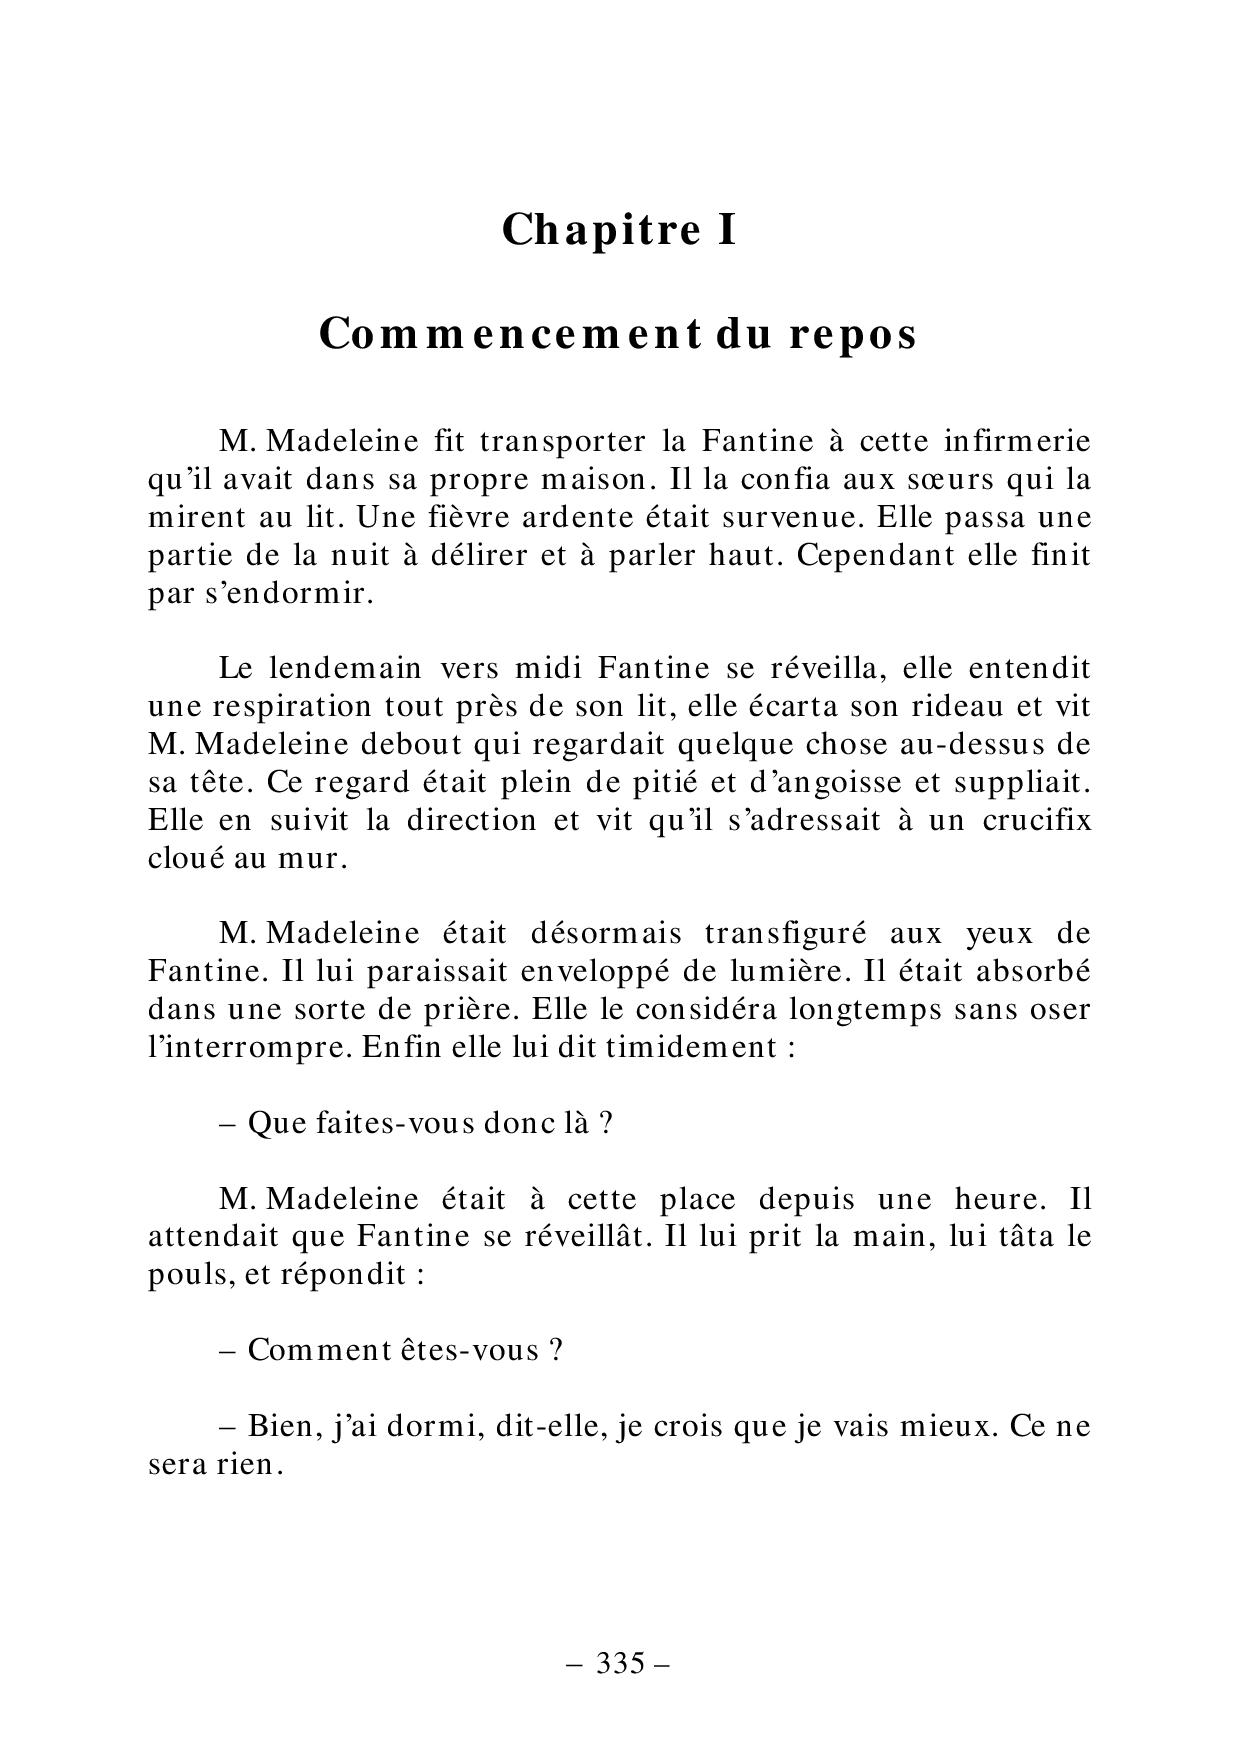 Chapitre I
Commencement du repos
M. Madeleine fit transporter la Fantine à cette infirmerie
qu’il avait dans sa propre maison. Il la confia aux sœurs qui la
mirent au lit. Une fièvre ardente était survenue. Elle passa une
partie de la nuit à délirer et à parler haut. Cependant elle finit
par s’endormir.
Le lendemain vers midi Fantine se réveilla, elle entendit
une respiration tout près de son lit, elle écarta son rideau et vit
M. Madeleine debout qui regardait quelque chose au-dessus de
sa tête. Ce regard était plein de pitié et d’angoisse et suppliait.
Elle en suivit la direction et vit qu’il s’adressait à un crucifix
cloué au mur.
M. Madeleine était désormais transfiguré aux yeux de
Fantine. Il lui paraissait enveloppé de lumière. Il était absorbé
dans une sorte de prière. Elle le considéra longtemps sans oser
l’interrompre. Enfin elle lui dit timidement :
– Que faites-vous donc là ?
M. Madeleine était à cette place depuis une heure. Il
attendait que Fantine se réveillât. Il lui prit la main, lui tâta le
pouls, et répondit :
– Comment êtes-vous ?
– Bien, j’ai dormi, dit-elle, je crois que je vais mieux. Ce ne
sera rien.
– 335 –